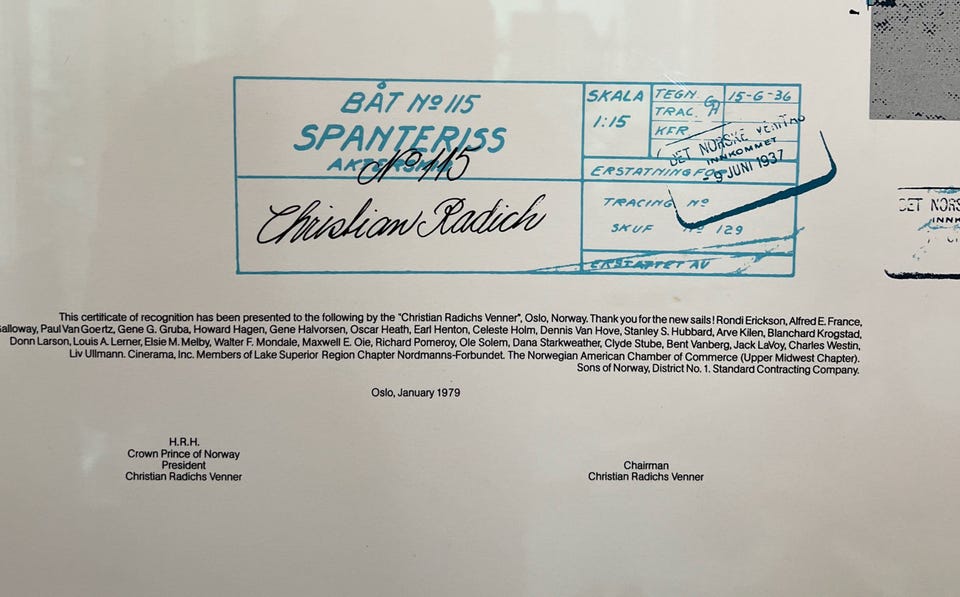 BÅT Nº 115
SPANTERISS
Nº 115
Christian Radich
SKALA
1:15
TEGN
15-6-36
TRAC.
KFR
ERSTATNING FOR
TRACING Nº
SKUF Nº 129
ERSTATTET AV
DET NORSKE VERITAS
INNKOMMET
-9 JUNI 1937
DET NORS
INNK
This certificate of recognition has been presented to the following by the "Christian Radichs Venner", Oslo, Norway. Thank you for the new sails! Rondi Erickson, Alfred E. France,
alloway, Paul Van Goertz, Gene G. Gruba, Howard Hagen, Gene Halvorsen, Oscar Heath, Earl Henton, Celeste Holm, Dennis Van Hove, Stanley S. Hubbard, Arve Kilen, Blanchard Krogstad,
Donn Larson, Louis A. Lerner, Elsie M. Melby, Walter F. Mondale, Maxwell E. Oie, Richard Pomeroy, Ole Solem, Dana Starkweather, Clyde Stube, Bent Vanberg, Jack LaVoy, Charles Westin,
Liv Ullmann. Cinerama, Inc. Members of Lake Superior Region Chapter Nordmanns-Forbundet. The Norwegian American Chamber of Commerce (Upper Midwest Chapter).
Sons of Norway, District No. 1. Standard Contracting Company.
Oslo, January 1979
H.R.H.
Crown Prince of Norway
President
Christian Radichs Venner
Chairman
Christian Radichs Venner